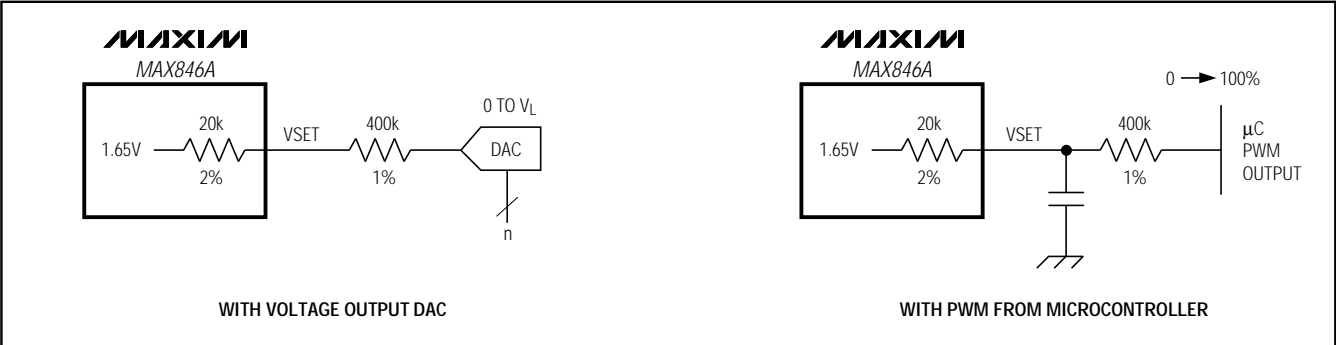 MAXIM
MAX846A
1.65V
20k
2%
VSET
400k
1%
0 TO VL
DAC
n
WITH VOLTAGE OUTPUT DAC
MAXIM
MAX846A
1.65V
20k
2%
VSET
400k
1%
0 → 100%
µC
PWM
OUTPUT
WITH PWM FROM MICROCONTROLLER